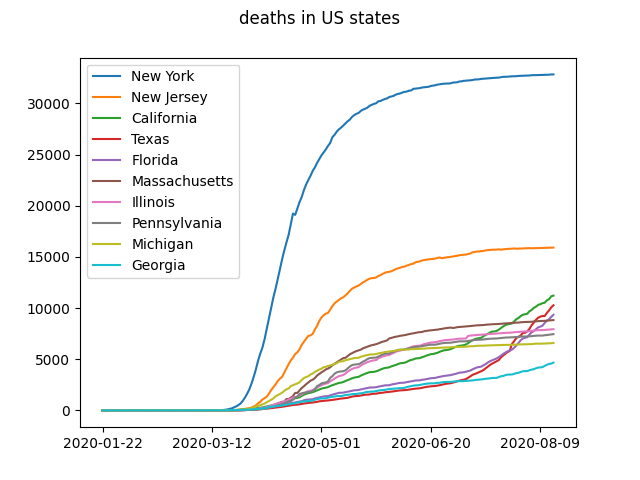 deaths in US states
New York
New Jersey
California
Texas
Florida
Massachusetts
Illinois
Pennsylvania
Michigan
Georgia
30000
25000
20000
15000
10000
5000
0
2020-01-22 2020-03-12 2020-05-01 2020-06-20 2020-08-09